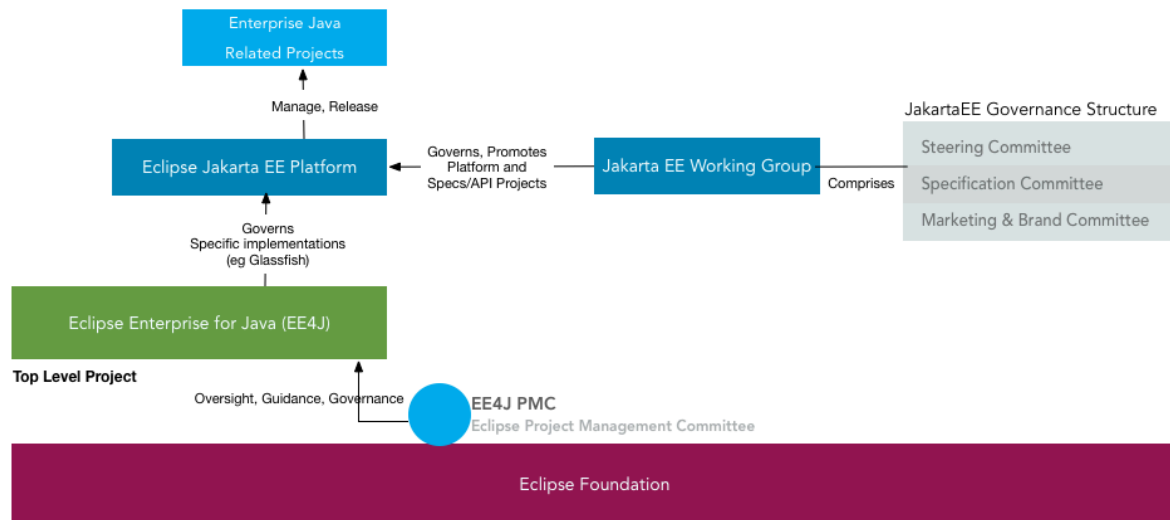 Enterprise Java
Related Projects
Manage, Release
JakartaEE Governance Structure
Steering Committee
Specification Committee
Marketing & Brand Committee
Eclipse Jakarta EE Platform
Governs, Promotes
Platform and
Specs/API Projects
Jakarta EE Working Group
Comprises
Governs
Specific implementations
(eg Glassfish)
Eclipse Enterprise for Java (EE4J)
Top Level Project
Oversight, Guidance, Governance
EE4J PMC
Eclipse Project Management Committee
Eclipse Foundation